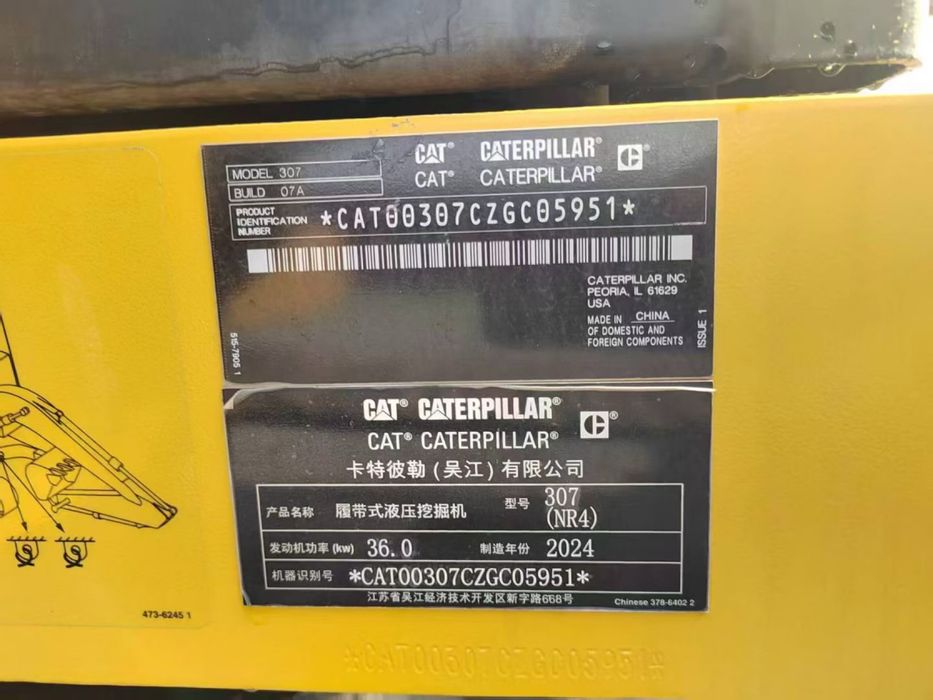 CAT® CATERPILLAR®
CAT® CATERPILLAR®
MODEL 307
BUILD 07A
PRODUCT IDENTIFICATION NUMBER *CAT00307CZGC05951*
CATERPILLAR INC.
PEORIA, IL 61629
USA
MADE IN CHINA
OF DOMESTIC AND
FOREIGN COMPONENTS
515-7905 1
ISSUE 1
CAT® CATERPILLAR®
CAT® CATERPILLAR®
卡特彼勒(吴江)有限公司
产品名称 履带式液压挖掘机 型号 307 (NR4)
发动机功率(kw) 36.0 制造年份 2024
机器识别号 *CAT00307CZGC05951*
江苏省吴江经济技术开发区新字路668号
Chinese 378-6402 2
473-6245 1
*CAT00307CZGC05951*